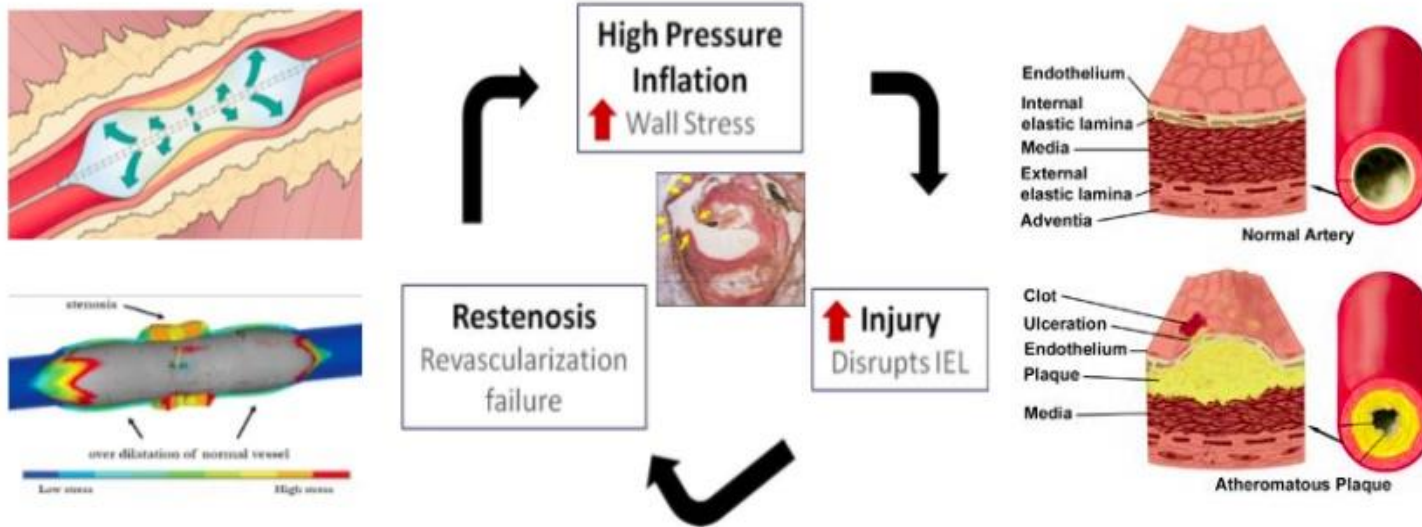 High Pressure
Inflation
Wall Stress
Injury
Disrupts IEL
Restenosis
Revascularization
failure
stenosis
over dilatation of normal vessel
Low stress
High stress
Endothelium
Internal
elastic lamina
Media
External
elastic lamina
Adventia
Normal Artery
Clot
Ulceration
Endothelium
Plaque
Media
Atheromatous Plaque